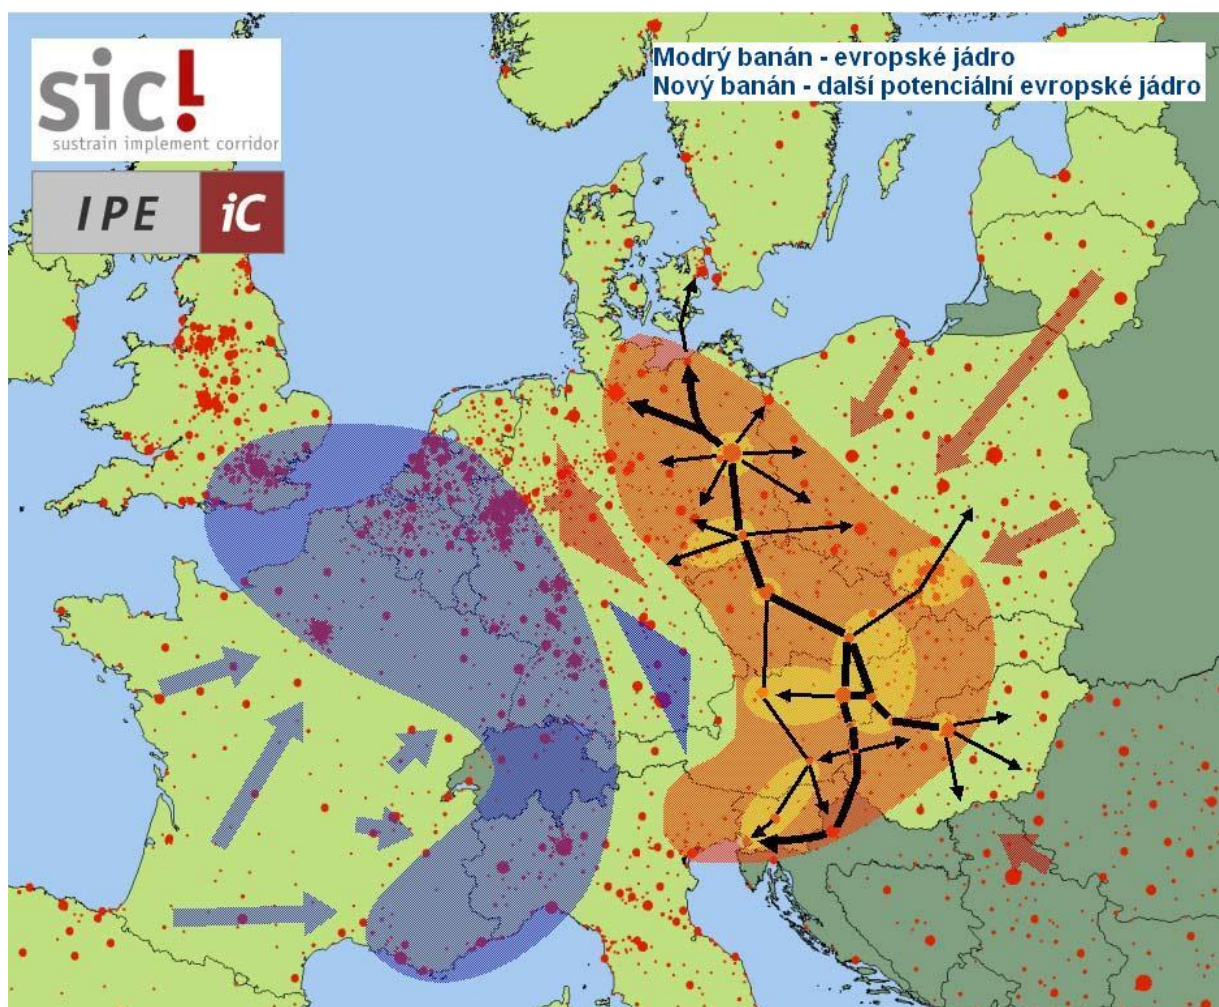 sic!
sustrain implement corridor
IPE iC
Modrý banán - evropské jádro
Nový banán - další potenciální evropské jádro